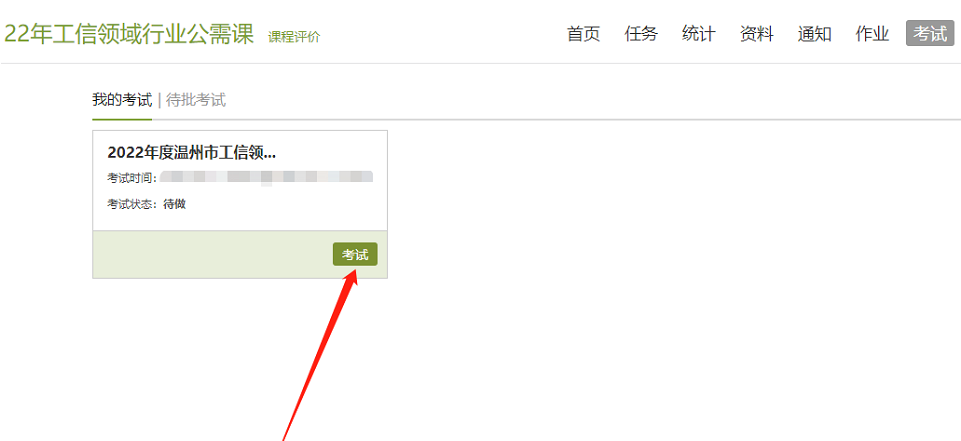 22年工信领域行业公需课 课程评价 首页 任务 统计 资料 通知 作业 考试
我的考试 | 待批考试
2022年度温州市工信领...
考试时间：
考试状态：待做
考试